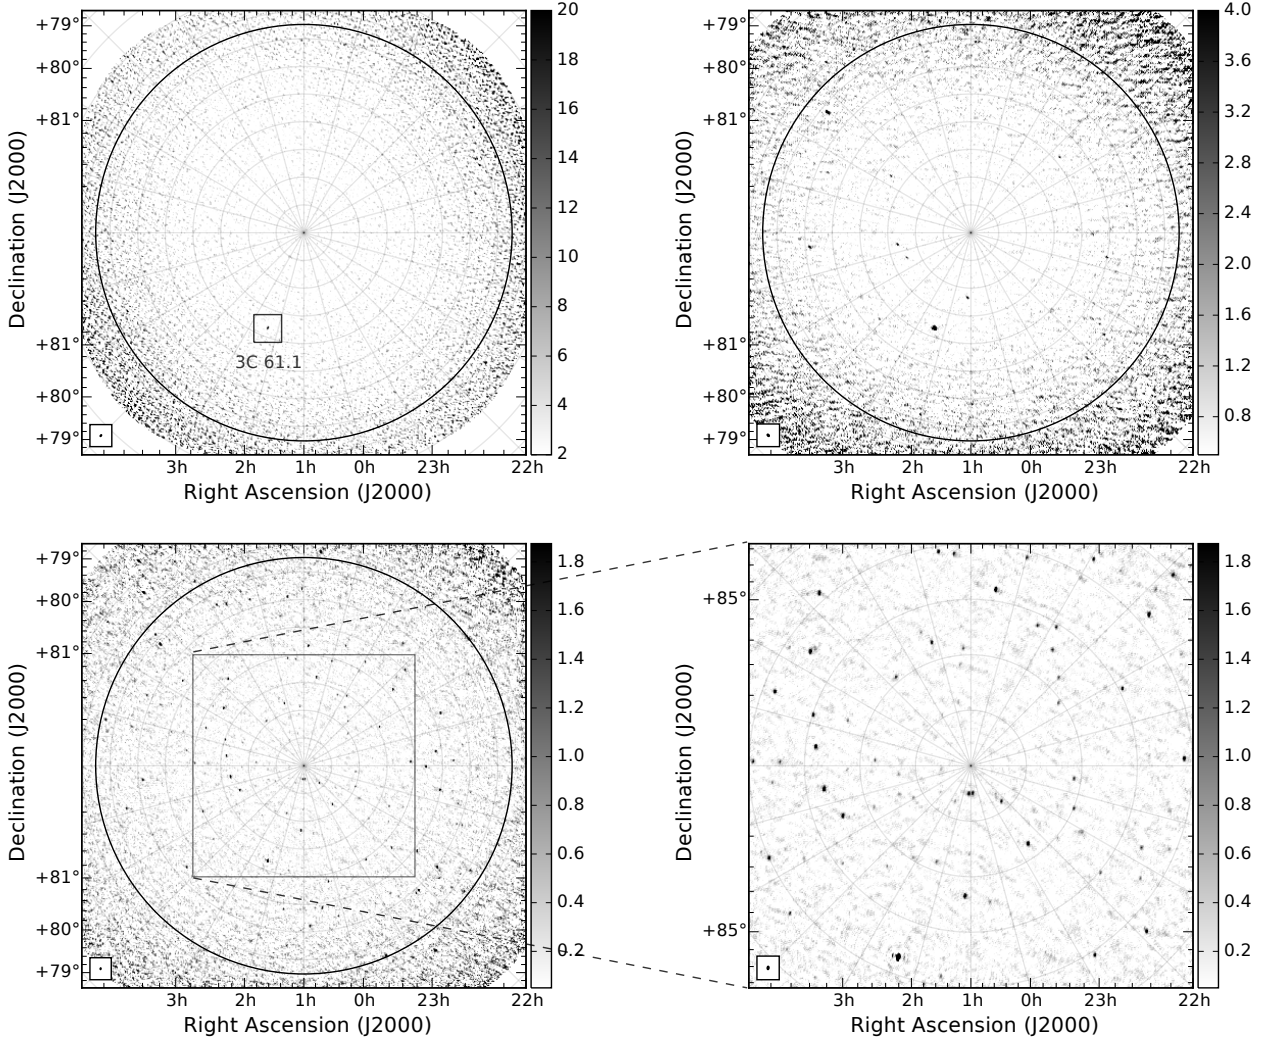 +79°
+80°
+81°
+81°
+80°
+79°
Declination (J2000)
3C 61.1
3h
2h
1h
0h
23h
22h
Right Ascension (J2000)
20
18
16
14
12
10
8
6
4
2
+79°
+80°
+81°
+81°
+80°
+79°
Declination (J2000)
3h
2h
1h
0h
23h
22h
Right Ascension (J2000)
4.0
3.6
3.2
2.8
2.4
2.0
1.6
1.2
0.8
+79°
+80°
+81°
+81°
+80°
+79°
Declination (J2000)
3h
2h
1h
0h
23h
22h
Right Ascension (J2000)
1.8
1.6
1.4
1.2
1.0
0.8
0.6
0.4
0.2
+85°
+85°
Declination (J2000)
3h
2h
1h
0h
23h
22h
Right Ascension (J2000)
1.8
1.6
1.4
1.2
1.0
0.8
0.6
0.4
0.2